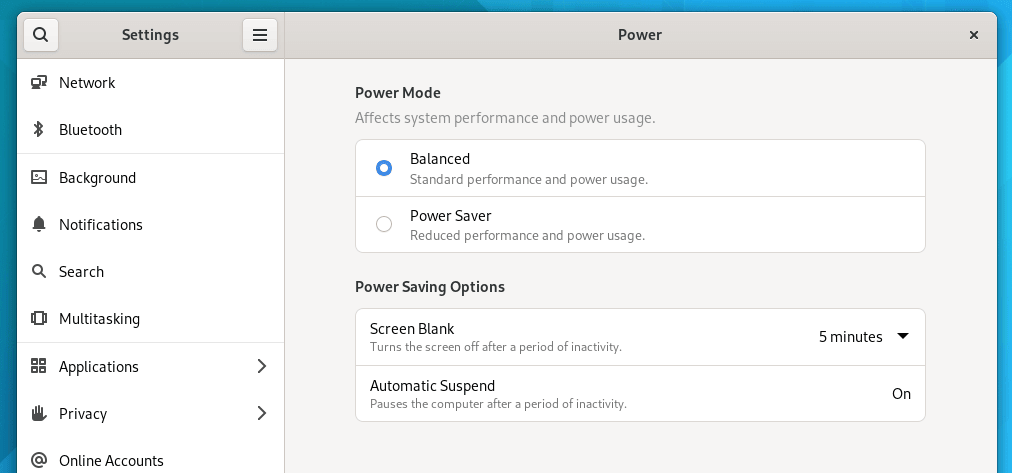 Settings
Power
Network
Bluetooth
Background
Notifications
Search
Multitasking
Applications
Privacy
Online Accounts
Power Mode
Affects system performance and power usage.
Balanced
Standard performance and power usage.
Power Saver
Reduced performance and power usage.
Power Saving Options
Screen Blank
Turns the screen off after a period of inactivity.
5 minutes
Automatic Suspend
Pauses the computer after a period of inactivity.
On